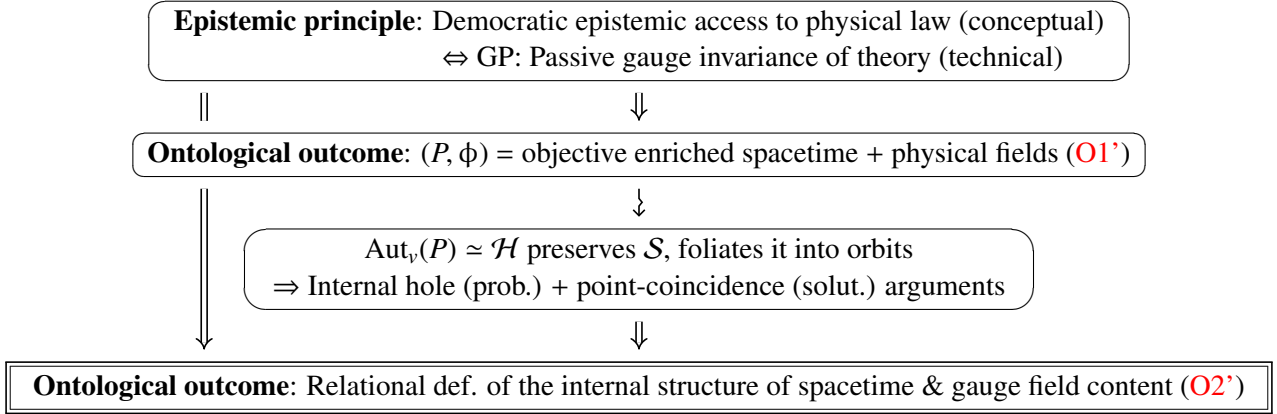 Epistemic principle: Democratic epistemic access to physical law (conceptual)
⇔ GP: Passive gauge invariance of theory (technical)
Ontological outcome: (P, ϕ) = objective enriched spacetime + physical fields (O1')
Autᵥ(P) ≃ ℋ preserves 𝒮, foliates it into orbits
⇒ Internal hole (prob.) + point-coincidence (solut.) arguments
Ontological outcome: Relational def. of the internal structure of spacetime & gauge field content (O2')